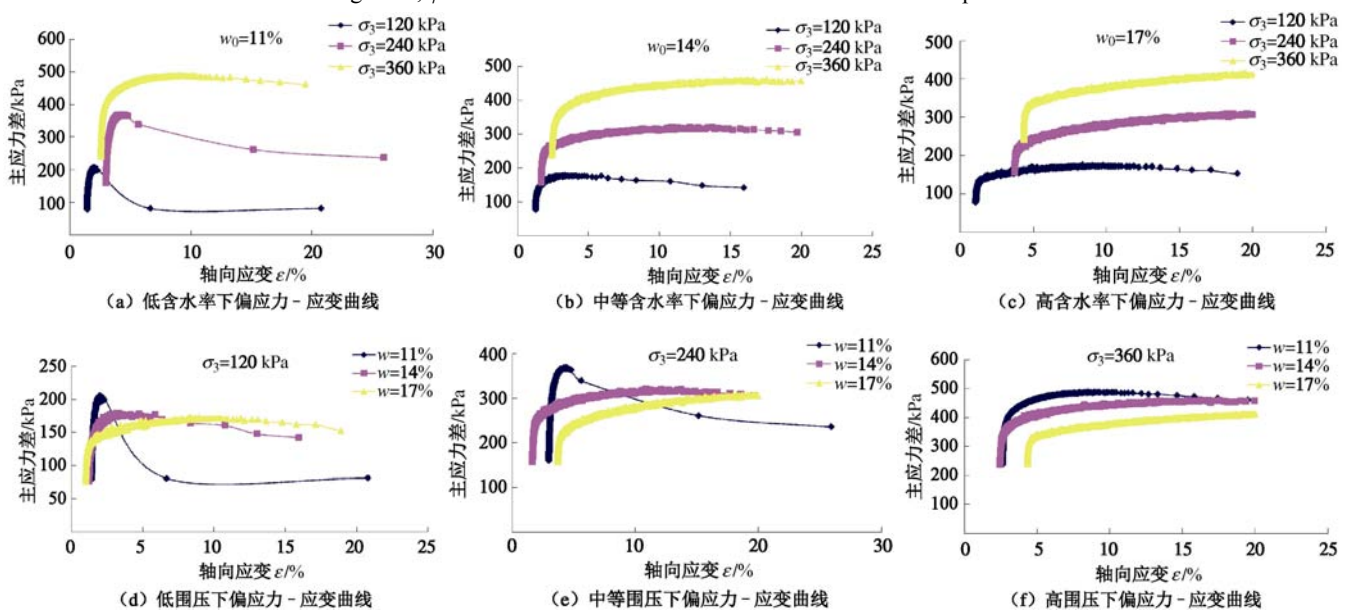 σ3=120 kPa
σ3=240 kPa
σ3=360 kPa
w0=11%
主应力差/kPa
600
500
400
300
200
100
0
10
20
30
轴向应变 ε/%
(a) 低含水率下偏应力-应变曲线
σ3=120 kPa
σ3=240 kPa
σ3=360 kPa
w0=14%
主应力差/kPa
600
500
400
300
200
100
0
5
10
15
20
25
轴向应变 ε/%
(b) 中等含水率下偏应力-应变曲线
σ3=120 kPa
σ3=240 kPa
σ3=360 kPa
w0=17%
主应力差/kPa
500
400
300
200
100
0
5
10
15
20
25
轴向应变 ε/%
(c) 高含水率下偏应力-应变曲线
w=11%
w=14%
w=17%
σ3=120 kPa
主应力差/kPa
250
200
150
100
50
0
5
10
15
20
25
轴向应变 ε/%
(d) 低围压下偏应力-应变曲线
w=11%
w=14%
w=17%
σ3=240 kPa
主应力差/kPa
400
300
200
100
0
10
20
30
轴向应变 ε/%
(e) 中等围压下偏应力-应变曲线
w=11%
w=14%
w=17%
σ3=360 kPa
主应力差/kPa
600
500
400
300
200
100
0
5
10
15
20
25
轴向应变 ε/%
(f) 高围压下偏应力-应变曲线